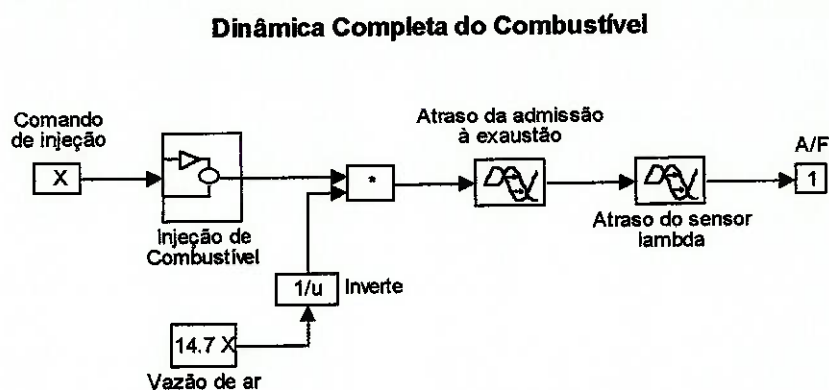 Dinâmica Completa do Combustível
Comando
de injeção
X
Injeção de
Combustível
*
Atraso da admissão
à exaustão
Atraso do sensor
lambda
A/F
1
1/u
Inverte
14.7 X
Vazão de ar